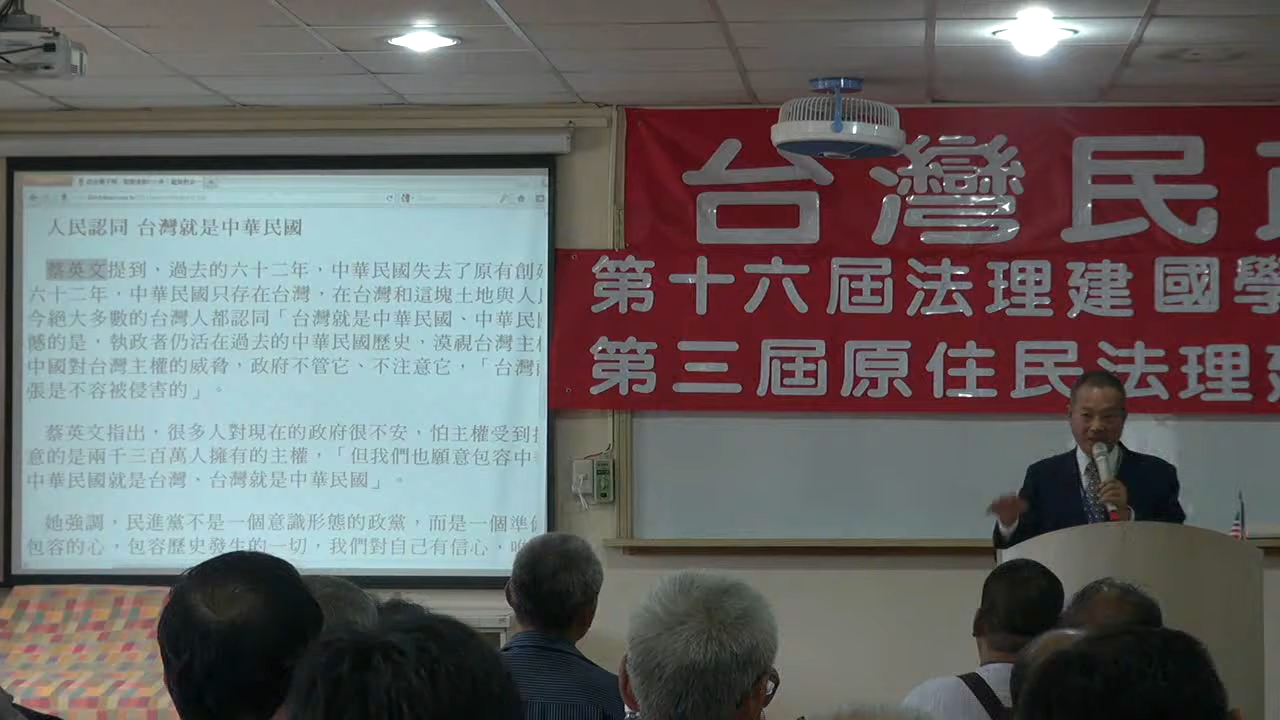 人民認同 台灣就是中華民國
蔡英文提到，過去的六十二年，中華民國失去了原有創
六十二年，中華民國只存在台灣，在台灣和這塊土地與人
今絕大多數的台灣人都認同「台灣就是中華民國、中華民
憾的是，執政者仍活在過去的中華民國歷史，漠視台灣主
中國對台灣主權的威脅，政府不管它、不注意它，「台灣
張是不容被侵害的」。
蔡英文指出，很多人對現在的政府很不安，怕主權受到
意的是兩千三百萬人擁有的主權，「但我們也願意包容中
中華民國就是台灣、台灣就是中華民國」。
她強調，民進黨不是一個意識形態的政黨，而是一個準
包容的心，包容歷史發生的一切，我們對自己有信心，
台灣民
第十六屆法理建國學
第三屆原住民法理